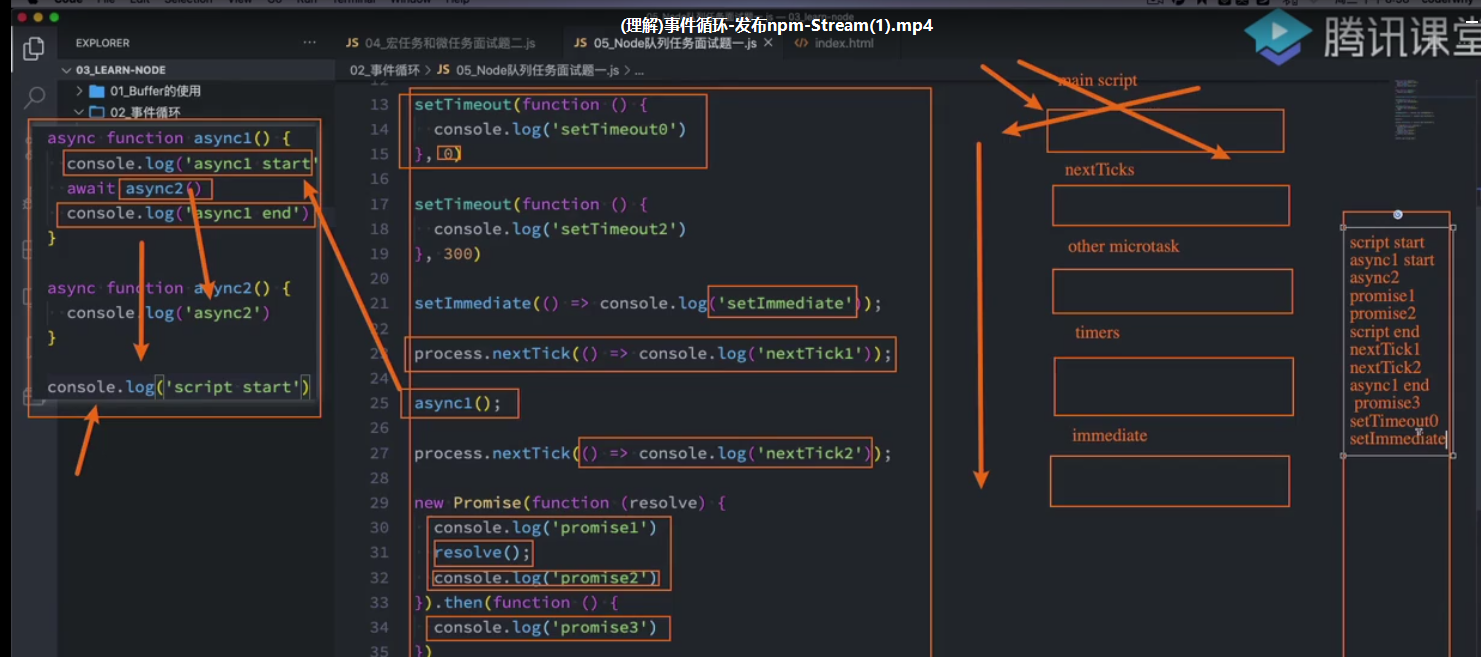 (理解)事件循环-发布npm-Stream(1).mp4
腾讯课堂
EXPLORER
JS 04_宏任务和微任务面试题二.js
JS 05_Node队列任务面试题一.js
index.html
03_LEARN-NODE
01_Buffer的使用
02_事件循环
02_事件循环 > JS 05_Node队列任务面试题一.js > ...
async function async1() {
console.log('async1 start'
await async2()
console.log('async1 end')
}
async function async2() {
console.log('async2')
}
console.log('script start')
13 setTimeout(function () {
14 console.log('setTimeout0')
15 }, 0)
16
17 setTimeout(function () {
18 console.log('setTimeout2')
19 }, 300)
20
21 setImmediate(() => console.log('setImmediate'));
22
23 process.nextTick(() => console.log('nextTick1'));
24
25 async1();
26
27 process.nextTick(() => console.log('nextTick2'));
28
29 new Promise(function (resolve) {
30 console.log('promise1')
31 resolve();
32 console.log('promise2')
33 }).then(function () {
34 console.log('promise3')
35 })
main script
nextTicks
other microtask
timers
immediate
script start
async1 start
async2
promise1
promise2
script end
nextTick1
nextTick2
async1 end
promise3
setTimeout0
setImmediate